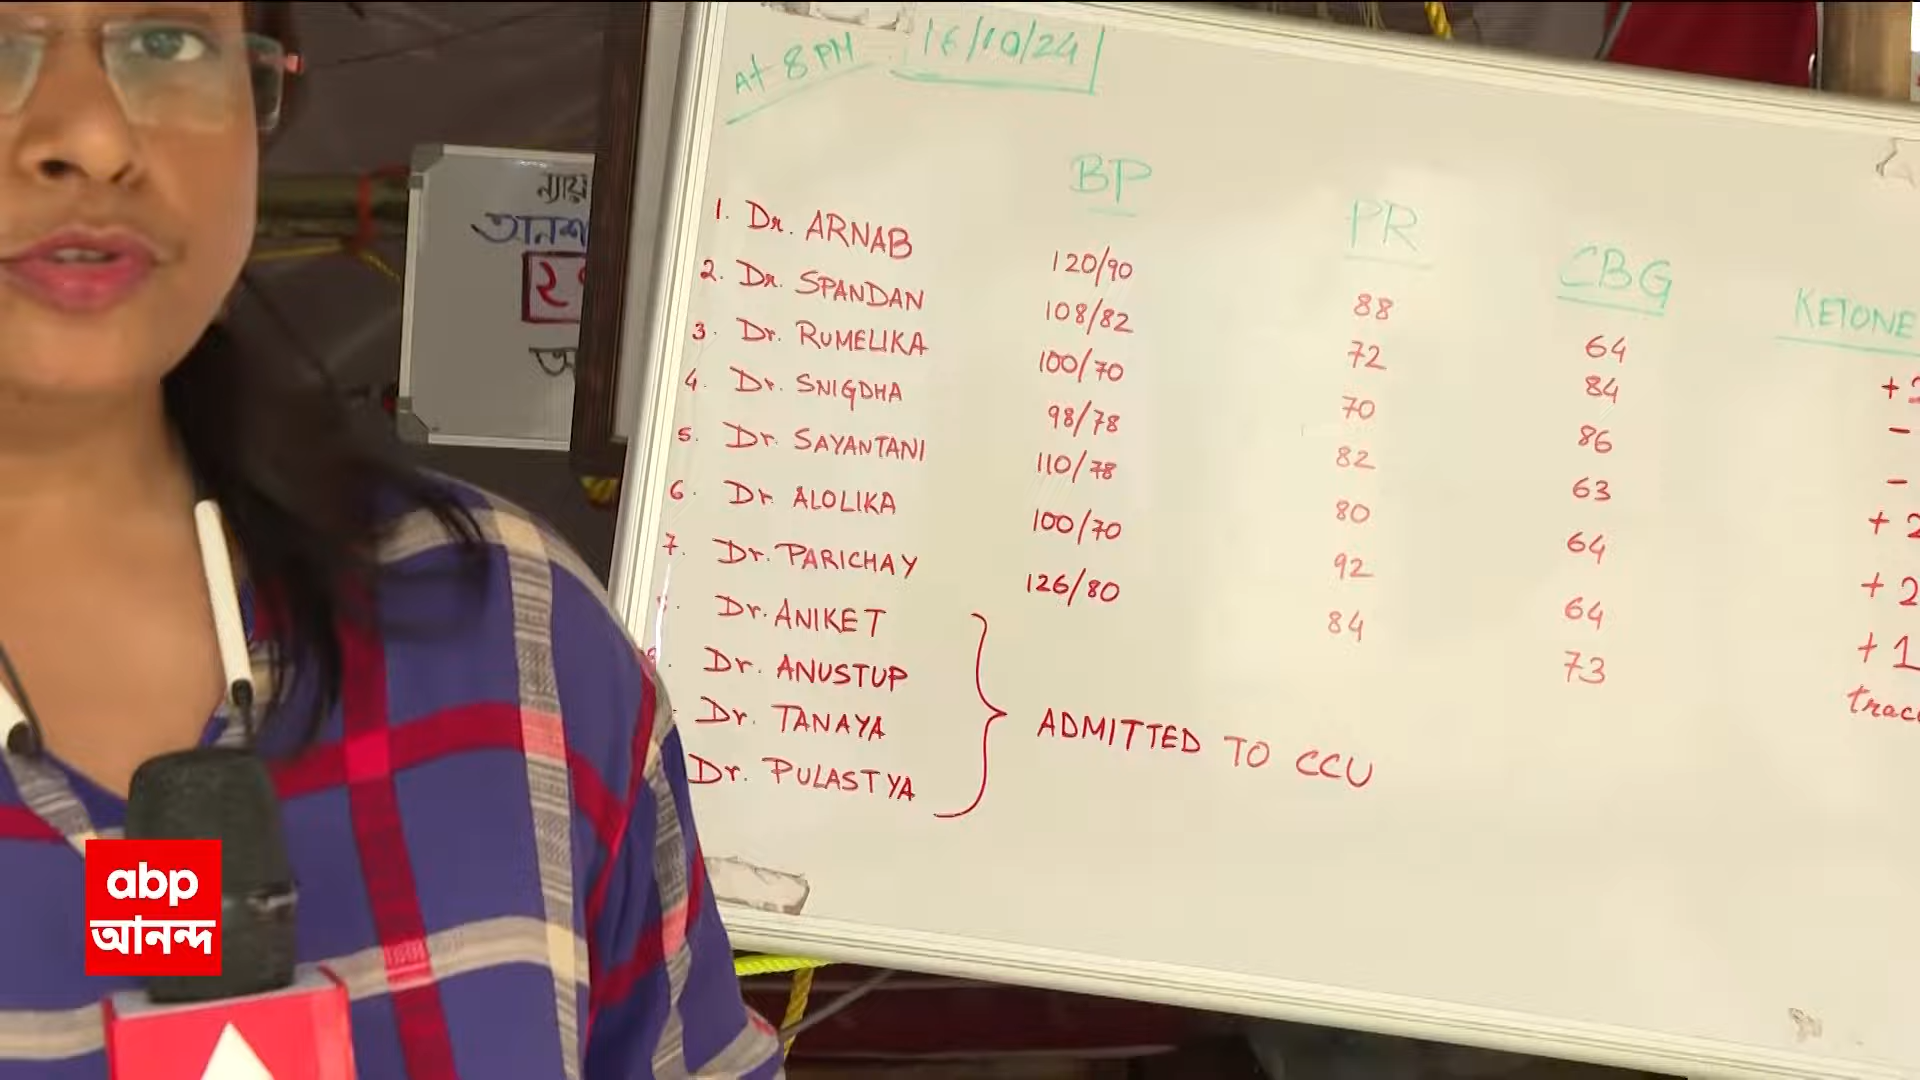 At 8 PM 16/10/24
BP PR CBG KETONE
1. Dr. ARNAB 120/90 88 64
2. Dr. SPANDAN 108/82 72 84 -
3. Dr. RUMELIKA 100/70 70 86 -
4. Dr. SNIGDHA 98/78 82 63 + 2
5. Dr. SAYANTANI 110/78 80 64 + 2
6. Dr ALOLIKA 100/70 92 64 + 1
7. Dr. PARICHAY 126/80 84 73
Dr. ANIKET
Dr. ANUSTUP
Dr. TANAYA
Dr. PULASTYA
ADMITTED TO CCU
ন্যায়
abp
আনন্দ